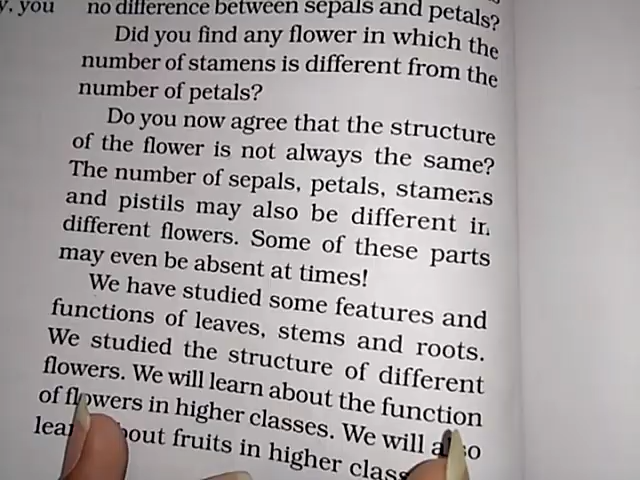 y, you no difference between sepals and petals?
Did you find any flower in which the
number of stamens is different from the
number of petals?
Do you now agree that the structure
of the flower is not always the same?
The number of sepals, petals, stamens
and pistils may also be different in
different flowers. Some of these parts
may even be absent at times!
We have studied some features and
functions of leaves, stems and roots.
We studied the structure of different
flowers. We will learn about the function
of flowers in higher classes. We will also
about fruits in higher